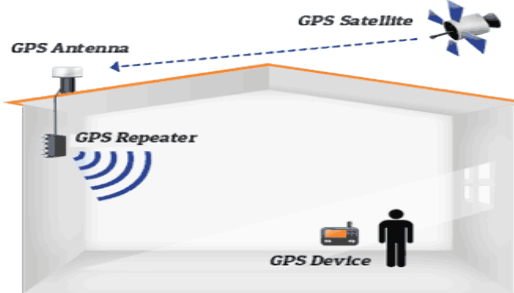 GPS Satellite
GPS Antenna
GPS Repeater
GPS Device